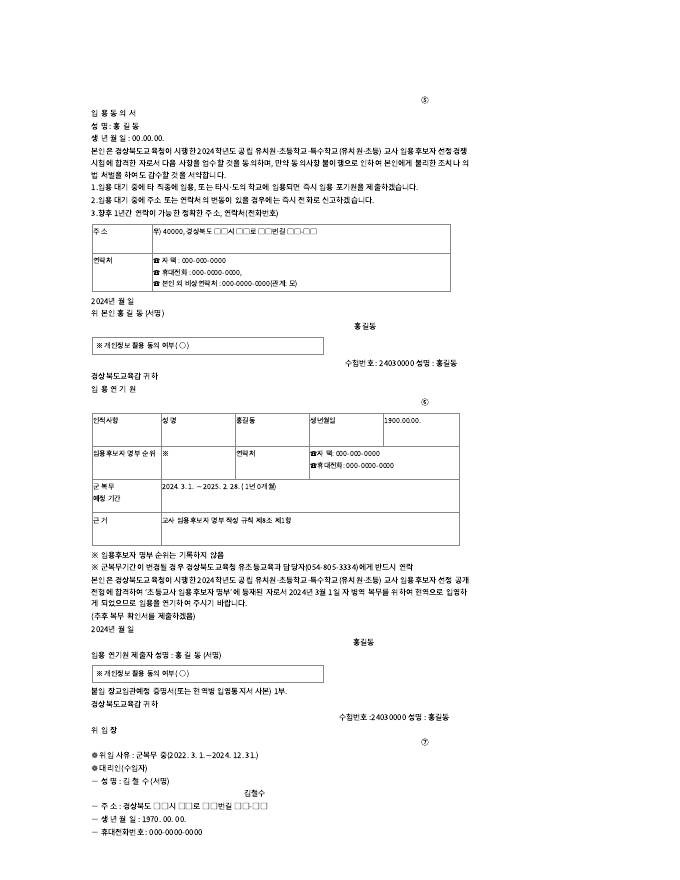 ⑤
임 용 동 의 서
성 명 : 홍 길 동
생 년 월 일 : 00.00.00.
본인은 경상북도교육청이 시행한 2024학년도 공립 유치원·초등학교·특수학교(유치원·초등) 교사 임용후보자 선정경쟁
시험에 합격한 자로서 다음 사항을 엄수할 것을 동의하며, 만약 동의사항 불이행으로 인하여 본인에게 불리한 조치나 의
법 처벌을 하여도 감수할 것을 서약합니다.
1.임용 대기 중에 타 직종에 임용, 또는 타시·도의 학교에 임용되면 즉시 임용 포기원을 제출하겠습니다.
2.임용 대기 중에 주소 또는 연락처의 변동이 있을 경우에는 즉시 전화로 신고하겠습니다.
3.향후 1년간 연락이 가능한 정확한 주소, 연락처(전화번호)
주 소 우) 40000, 경상북도 □□시 □□로 □□번길 □□-□□
연락처 ☎ 자 택 : 000-000-0000
☎ 휴대전화 : 000-0000-0000,
☎ 본인 외 비상연락처 : 000-0000-0000(관계: 모)
2024년 월 일
위 본인 홍 길 동 (서명)
홍길동
※ 개인정보 활용 동의 여부( ○)
수험번호 : 24030000 성명 : 홍길동
경상북도교육감 귀하
임 용 연 기 원
⑥
인적사항 성 명 홍길동 생년월일 1900.00.00.
임용후보자 명부 순위 ※ 연락처 ☎자 택: 000-000-0000
☎휴대전화: 000-0000-0000
군 복무
예정 기간 2024. 3. 1. ~ 2025. 2. 28. ( 1년 0개월)
근 거 교사 임용후보자 명부 작성 규칙 제8조 제1항
※ 임용후보자 명부 순위는 기록하지 않음
※ 군복무기간이 변경될 경우 경상북도교육청 유초등교육과 담당자(054-805-3334)에게 반드시 연락
본인은 경상북도교육청이 시행한 2024학년도 공립 유치원·초등학교·특수학교(유치원·초등) 교사 임용후보자 선정 공개
전형에 합격하여 ‘초등교사 임용후보자 명부’에 등재된 자로서 2024년 3월 1일 자 병역 복무를 위하여 현역으로 입영하
게 되었으므로 임용을 연기하여 주시기 바랍니다.
(추후 복무 확인서를 제출하겠음)
2024년 월 일
홍길동
임용 연기원 제출자 성명 : 홍 길 동 (서명)
※ 개인정보 활용 동의 여부( ○)
붙임 장교임관예정 증명서(또는 현역병 입영통지서 사본) 1부.
경상북도교육감 귀하
수험번호 :24030000 성명 : 홍길동
위 임 장
⑦
❁위임 사유 : 군복무 중(2022. 3. 1.~2024. 12. 31.)
❁대리인(수임자)
－ 성 명 : 김 철 수 (서명)
김철수
－ 주 소 : 경상북도 □□시 □□로 □□번길 □□-□□
－ 생 년 월 일 : 1970. 00. 00.
－ 휴대전화번호 : 000-0000-0000